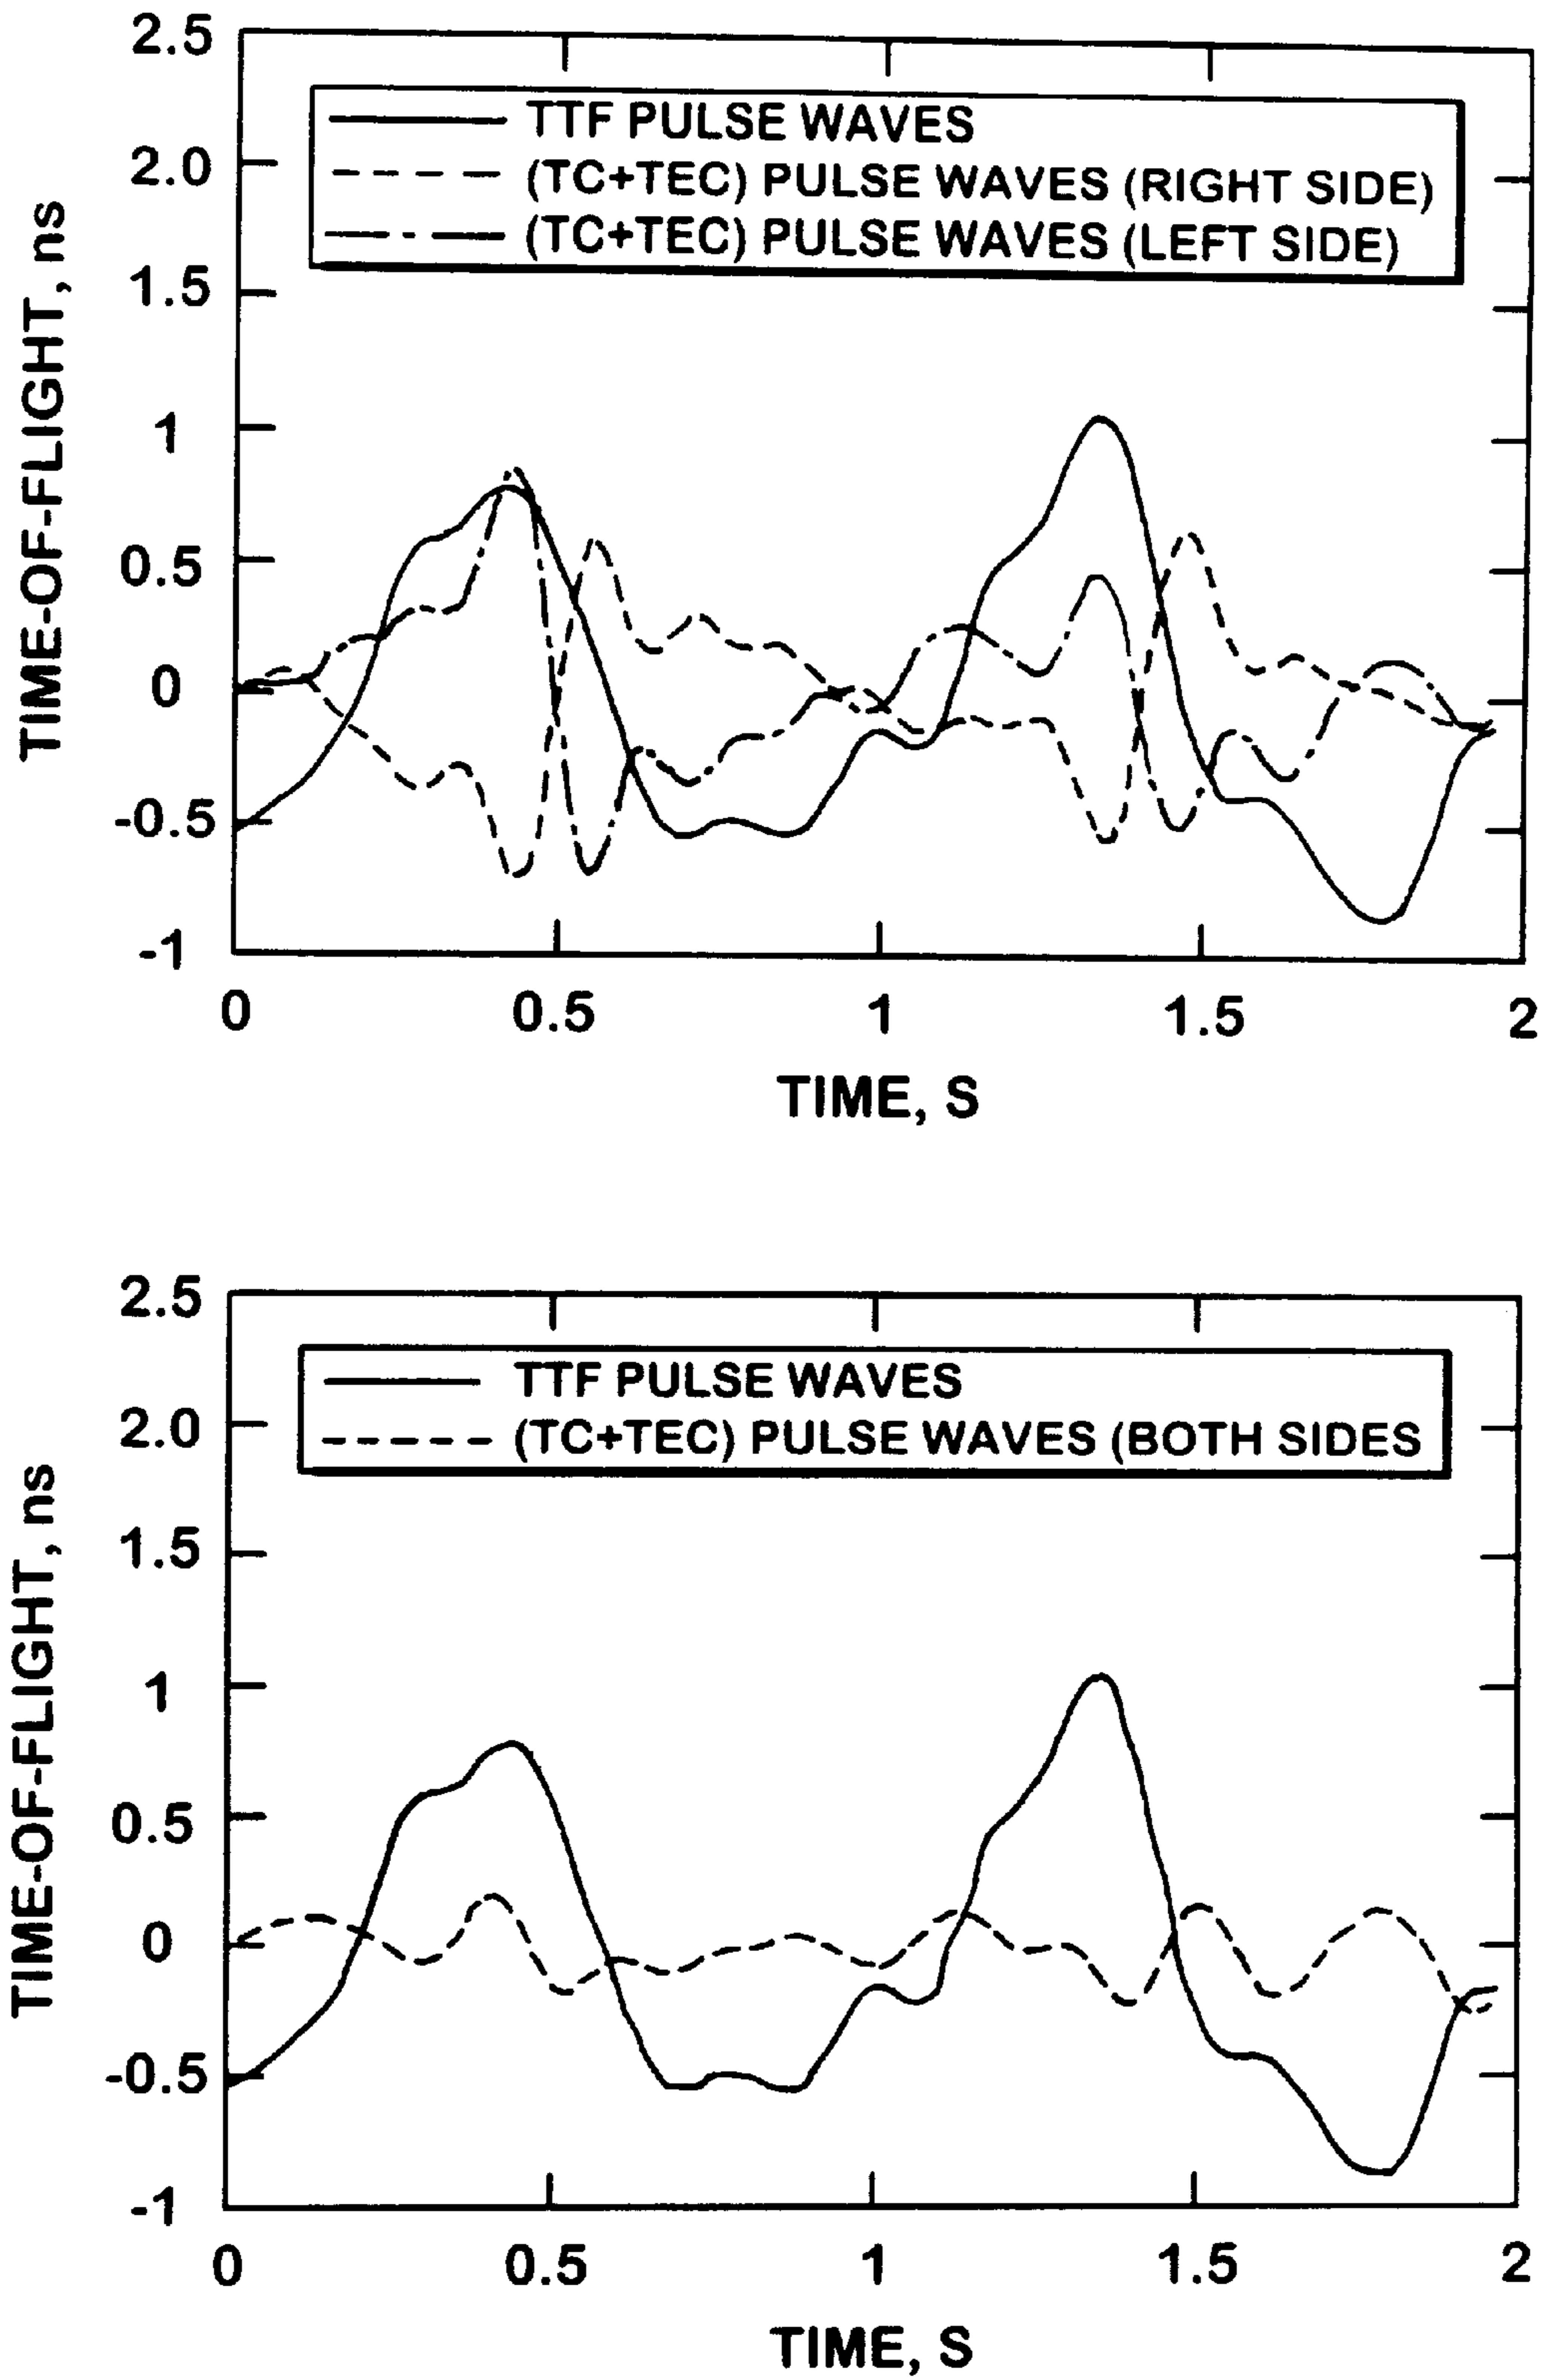 2.5
TTF PULSE WAVES
(TC+TEC) PULSE WAVES (RIGHT SIDE)
(TC+TEC) PULSE WAVES (LEFT SIDE)
2.0
1.5
1
0.5
0
-0.5
-1
TIME-OF-FLIGHT, ns
0 0.5 1 1.5 2
TIME, S
2.5
TTF PULSE WAVES
(TC+TEC) PULSE WAVES (BOTH SIDES
2.0
1.5
1
0.5
0
-0.5
-1
TIME-OF-FLIGHT, ns
0 0.5 1 1.5 2
TIME, S